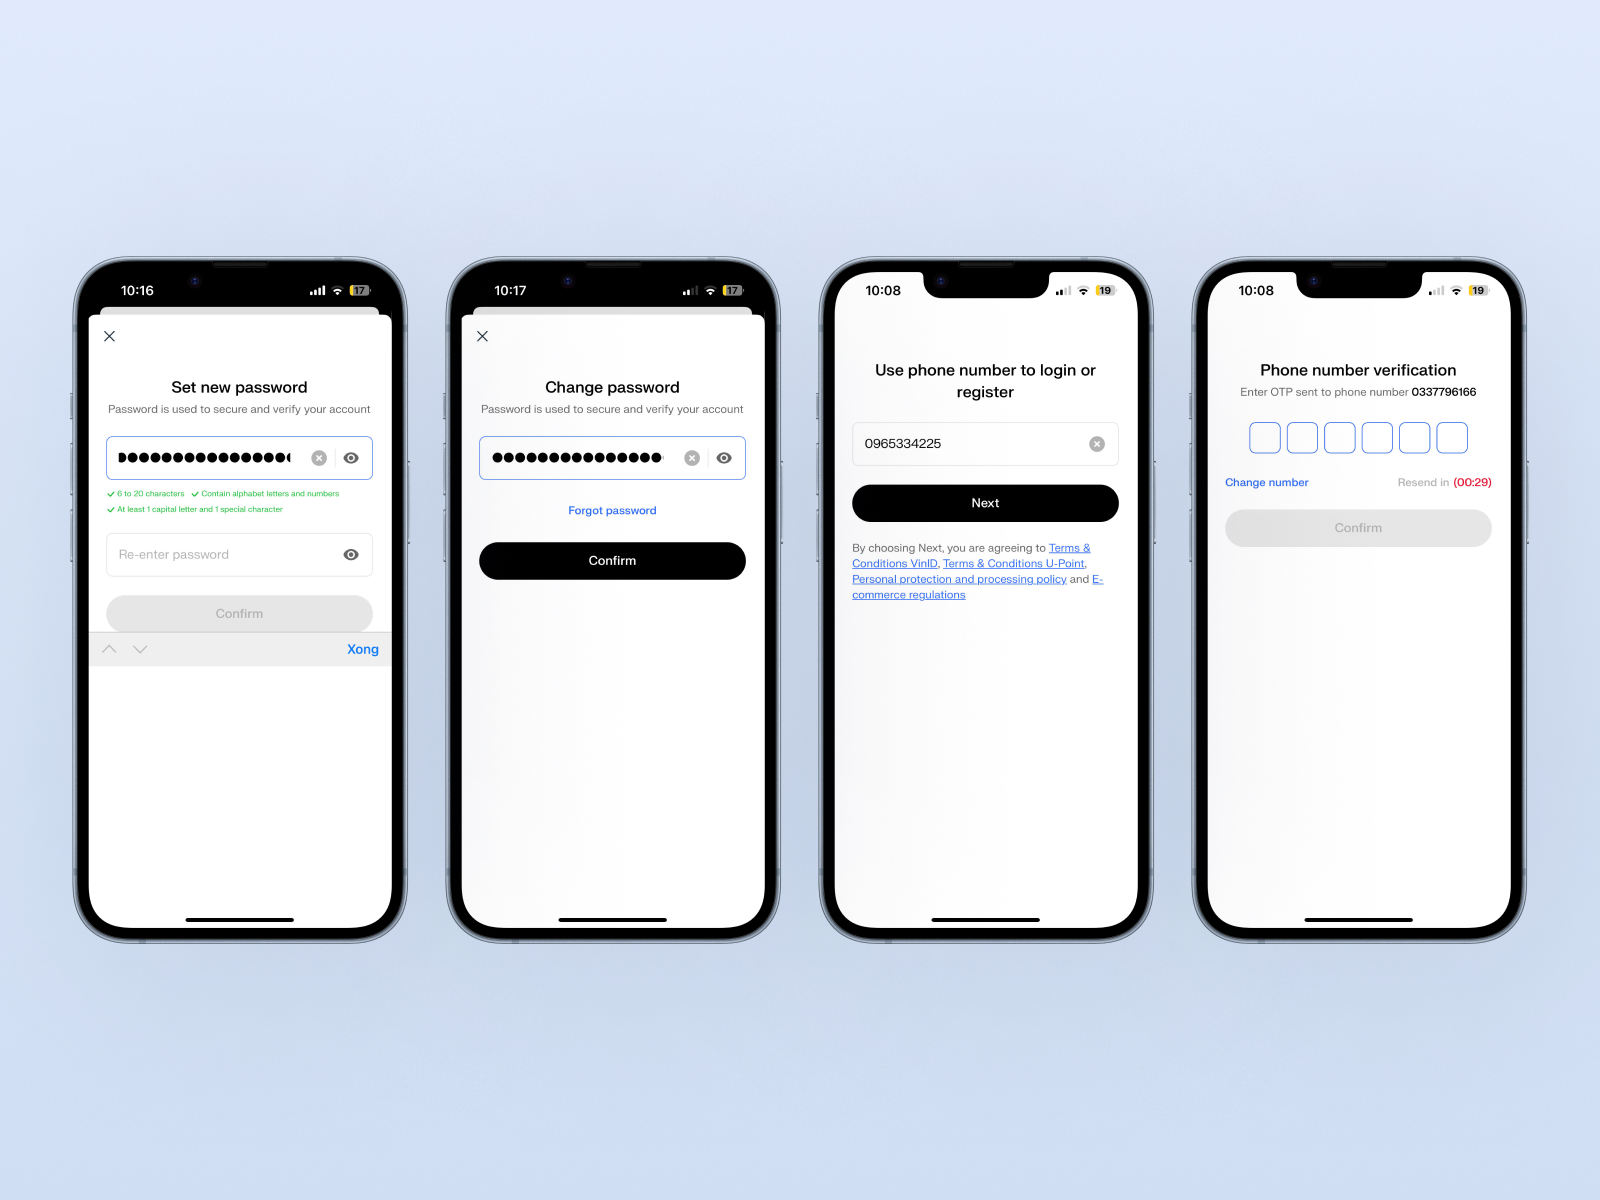 10:16
17
Set new password
Password is used to secure and verify your account
6 to 20 characters Contain alphabet letters and numbers
At least 1 capital letter and 1 special character
Re-enter password
Confirm
Xong
10:17
17
Change password
Password is used to secure and verify your account
Forgot password
Confirm
10:08
19
Use phone number to login or
register
0965334225
Next
By choosing Next, you are agreeing to Terms &
Conditions VinID, Terms & Conditions U-Point,
Personal protection and processing policy and E-
commerce regulations
10:08
19
Phone number verification
Enter OTP sent to phone number 0337796166
Change number Resend in (00:29)
Confirm